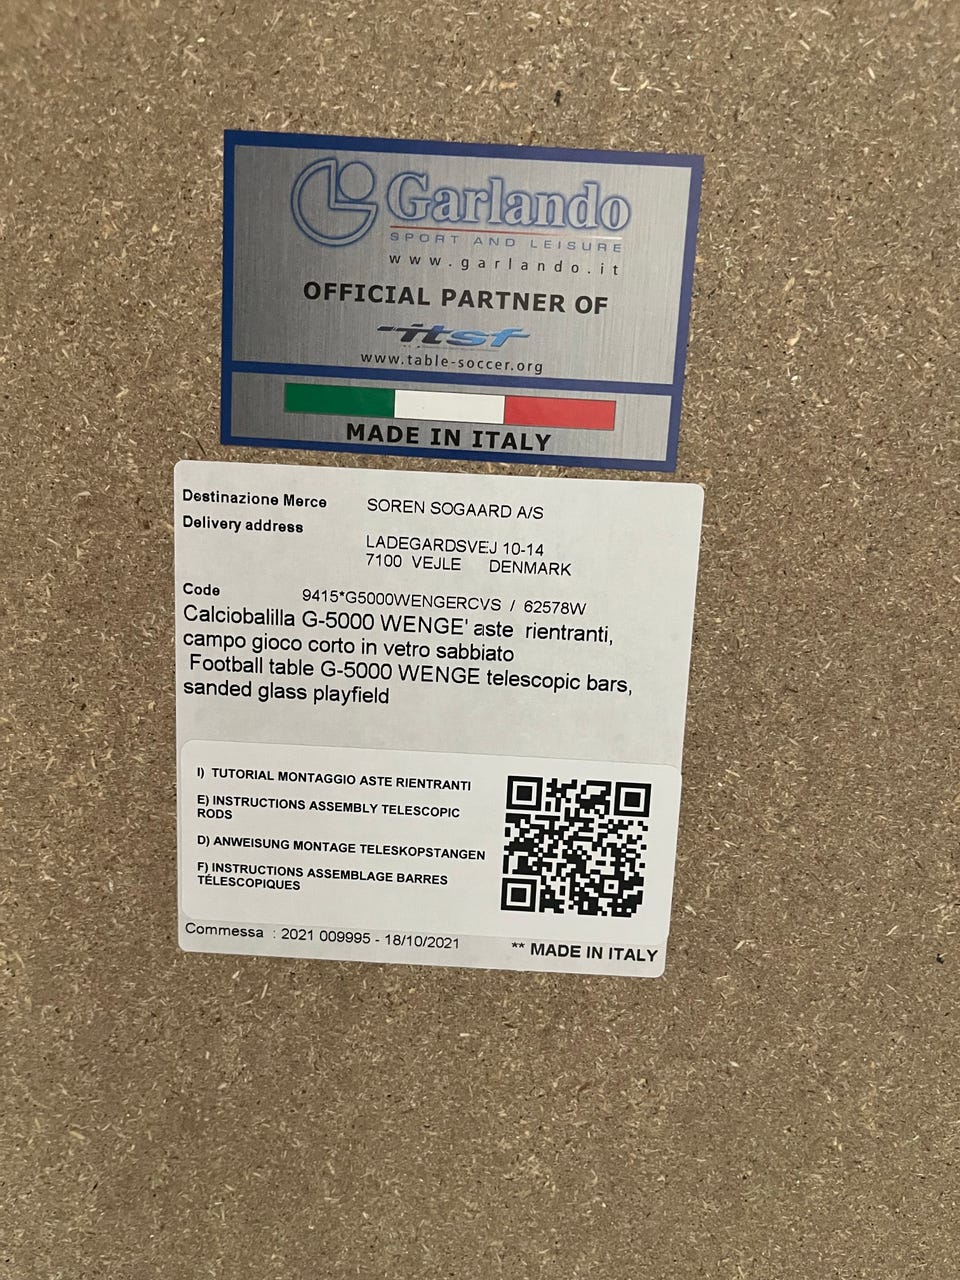 Garlando
SPORT AND LEISURE
www.garlando.it
OFFICIAL PARTNER OF
itsf
www.table-soccer.org
MADE IN ITALY
Destinazione Merce SOREN SOGAARD A/S
Delivery address
LADEGARDSVEJ 10-14
7100 VEJLE DENMARK
Code 9415*G5000WENGERCVS / 62578W
Calciobalilla G-5000 WENGE' aste rientranti,
campo gioco corto in vetro sabbiato
Football table G-5000 WENGE telescopic bars,
sanded glass playfield
I) TUTORIAL MONTAGGIO ASTE RIENTRANTI
E) INSTRUCTIONS ASSEMBLY TELESCOPIC
RODS
D) ANWEISUNG MONTAGE TELESKOPSTANGEN
F) INSTRUCTIONS ASSEMBLAGE BARRES
TÉLESCOPIQUES
Commessa : 2021 009995 - 18/10/2021 ** MADE IN ITALY